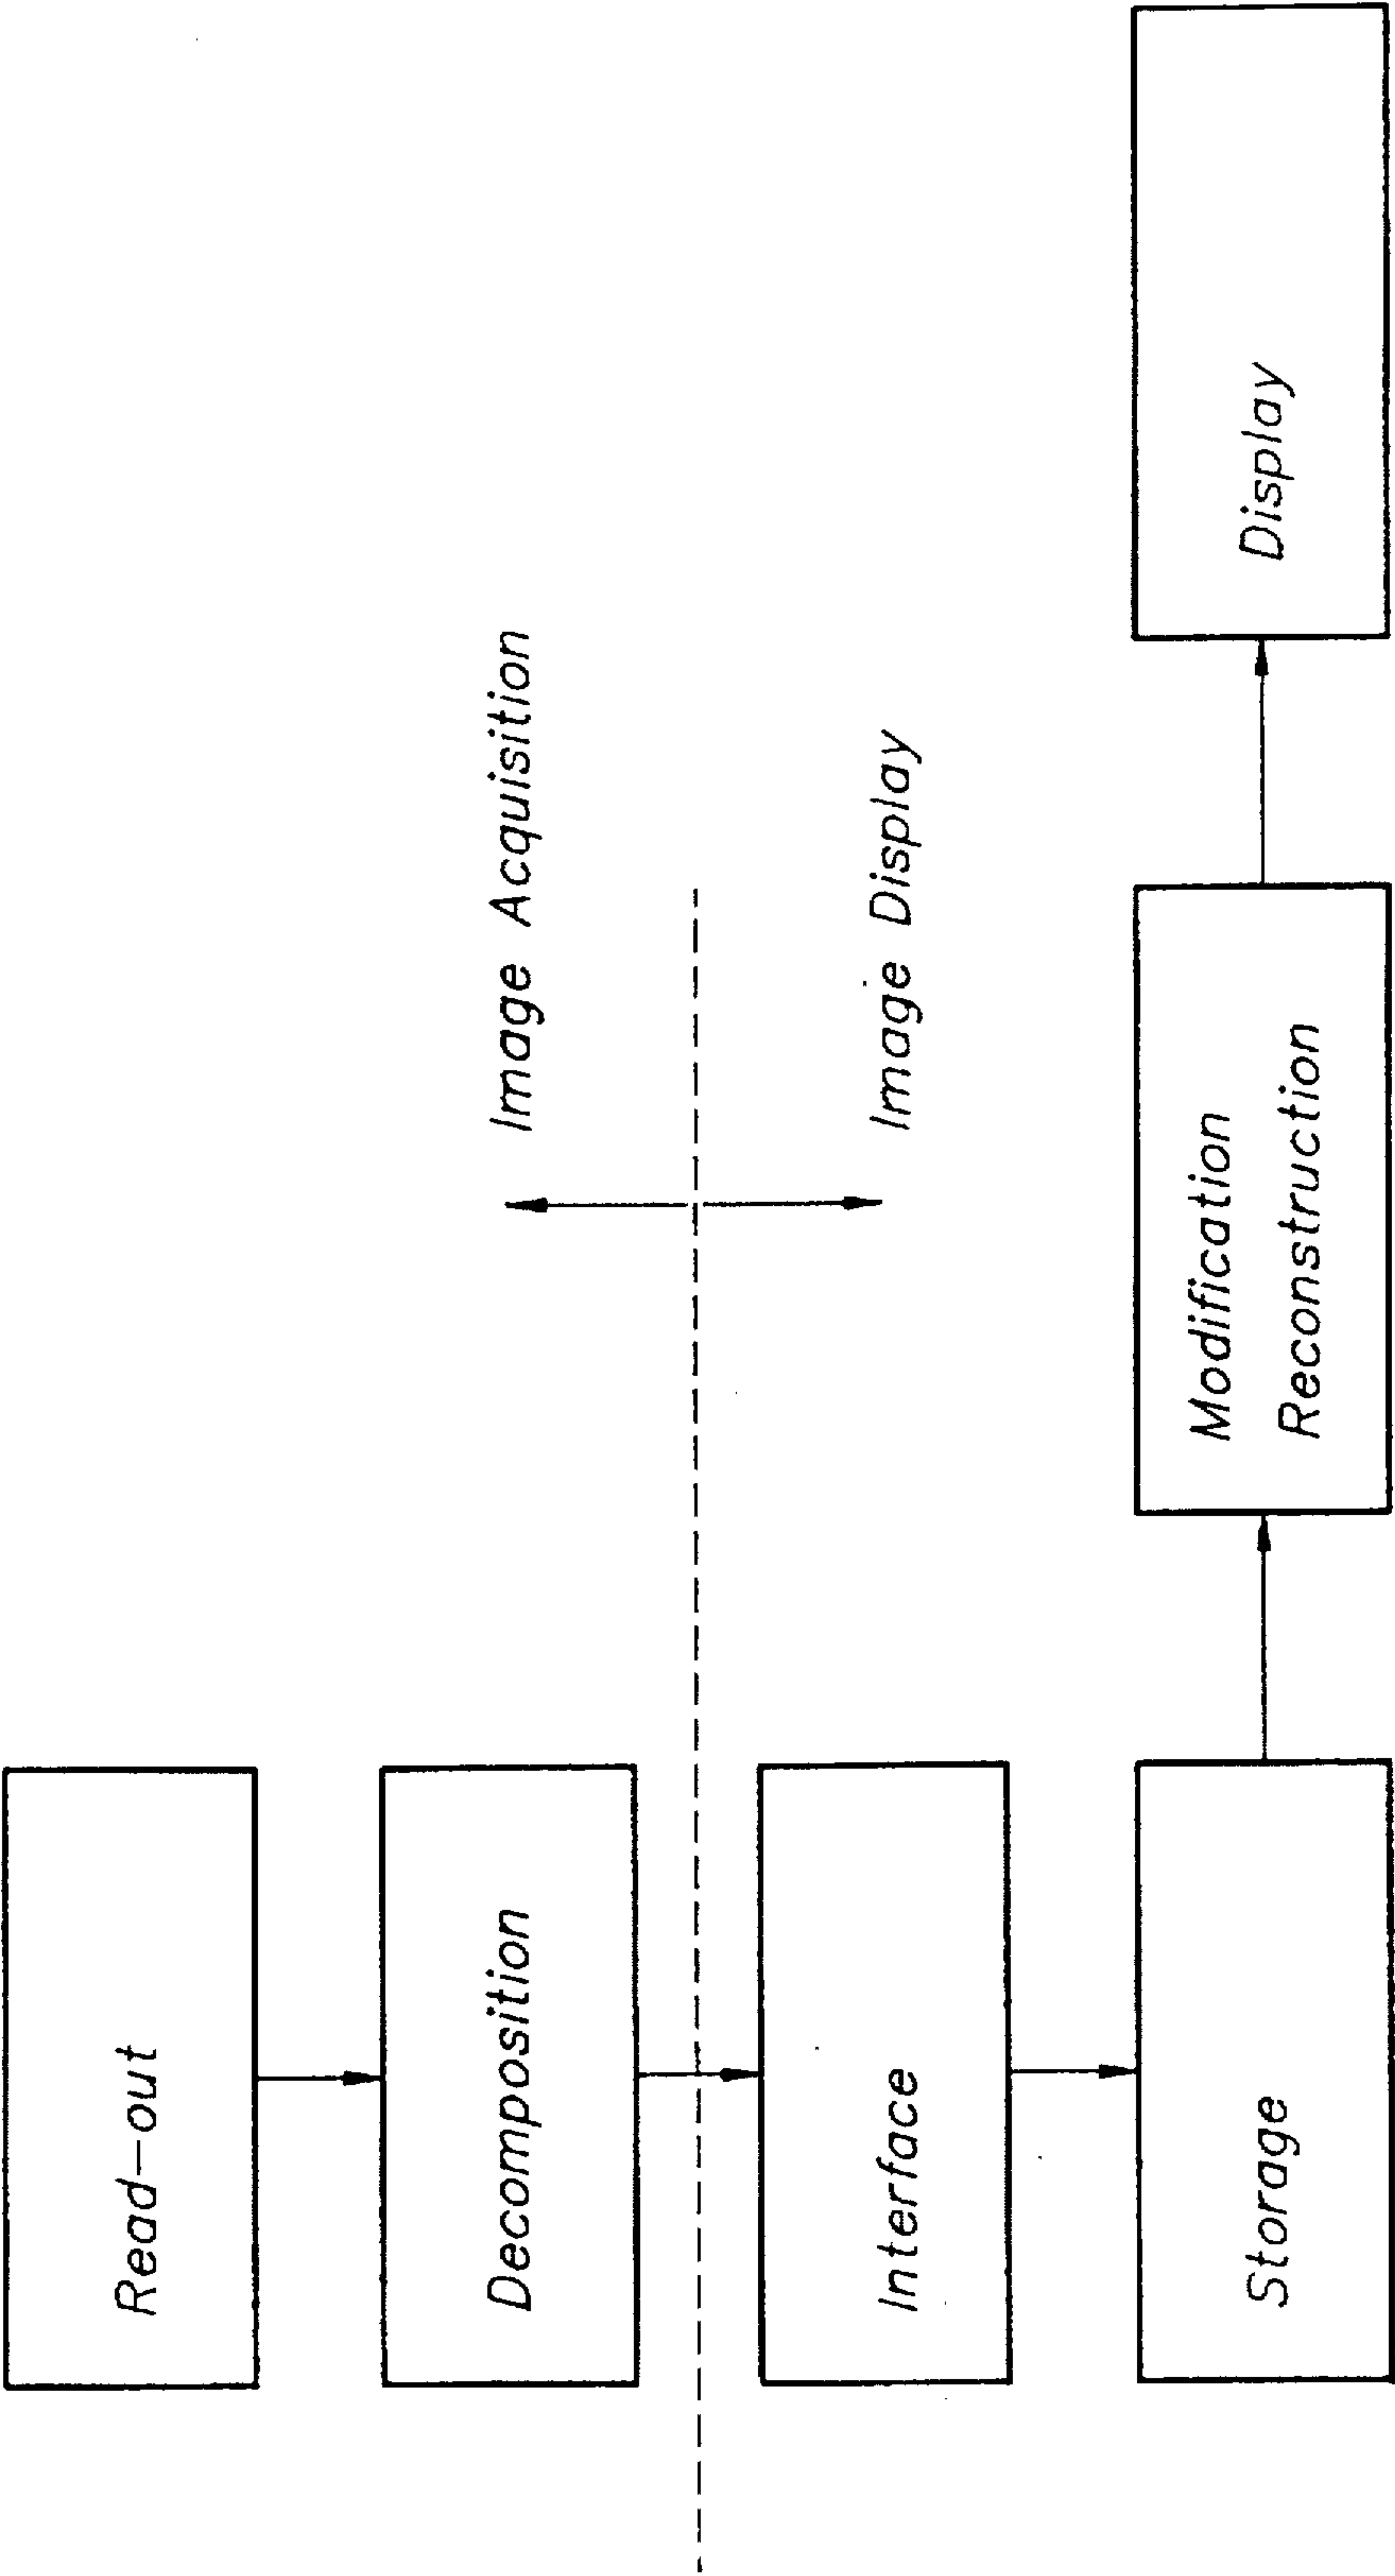 Read-out
Decomposition
Image Acquisition
Image Display
Interface
Storage
Modification
Reconstruction
Display